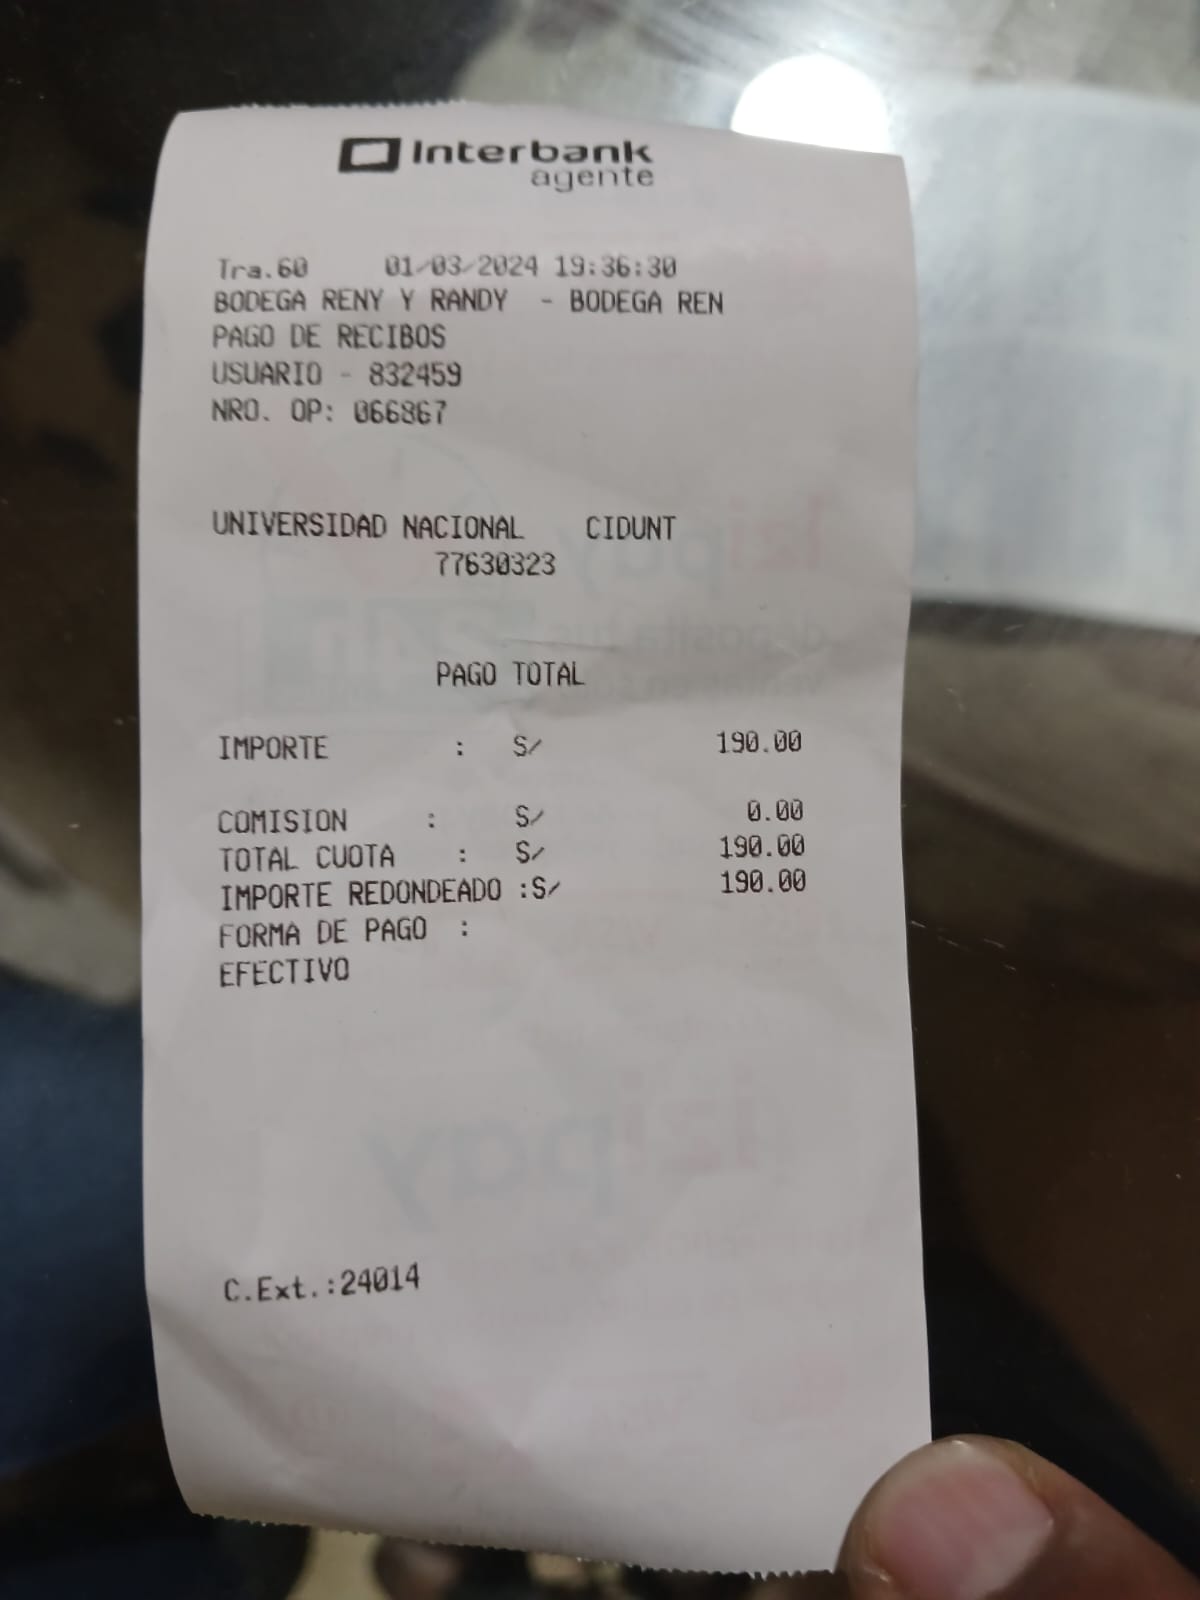 Interbank
agente
Tra.60 01/03/2024 19:36:30
BODEGA RENY Y RANDY - BODEGA REN
PAGO DE RECIBOS
USUARIO - 832459
NRO. OP: 066867
UNIVERSIDAD NACIONAL CIDUNT
77630323
PAGO TOTAL
IMPORTE : S/ 190.00
COMISION : S/ 0.00
TOTAL CUOTA : S/ 190.00
IMPORTE REDONDEADO :S/ 190.00
FORMA DE PAGO :
EFECTIVO
C.Ext.:24014